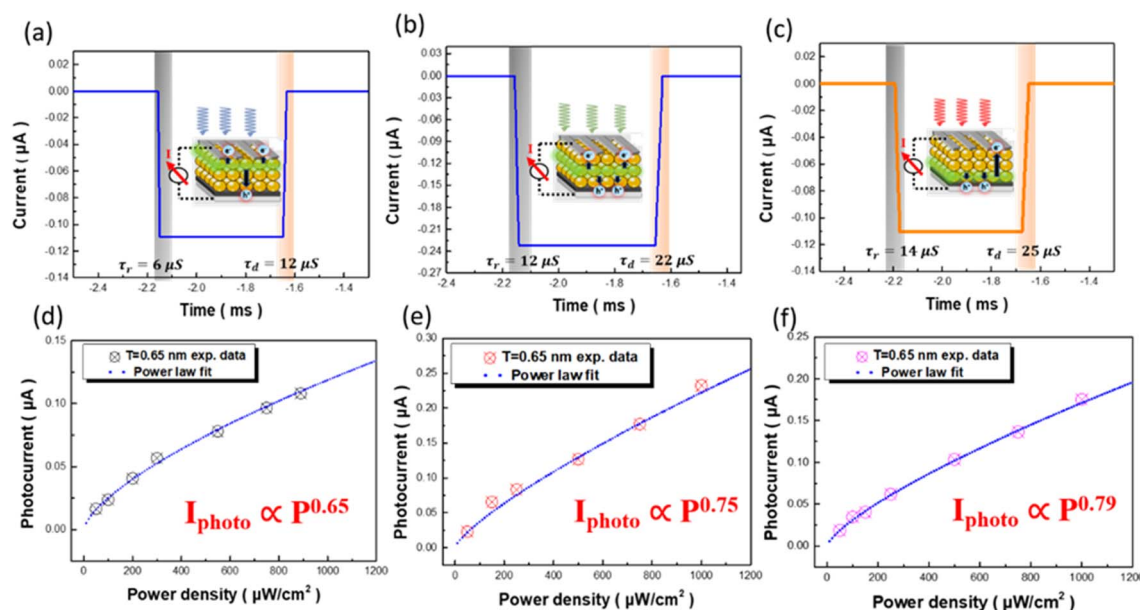 (a)
(b)
(c)
Current ( μA )
0.02
0.00
-0.02
-0.04
-0.06
-0.08
-0.10
-0.12
-0.14
I
e⁻
e⁻
h⁺
τr = 6 μS
τd = 12 μS
-2.4
-2.2
-2.0
-1.8
-1.6
-1.4
Time ( ms )
Current ( μA )
0.03
0.00
-0.03
-0.06
-0.09
-0.12
-0.15
-0.18
-0.21
-0.24
-0.27
I
e⁻
e⁻
h⁺
h⁺
τr = 12 μS
τd = 22 μS
-2.4
-2.2
-2.0
-1.8
-1.6
-1.4
Time ( ms )
Current ( μA )
0.02
0.00
-0.02
-0.04
-0.06
-0.08
-0.10
-0.12
-0.14
I
e⁻
h⁺
h⁺
τr = 14 μS
τd = 25 μS
-2.4
-2.2
-2.0
-1.8
-1.6
-1.4
Time ( ms )
(d)
(e)
(f)
Photocurrent ( μA )
0.15
0.10
0.05
0.00
T=0.65 nm exp. data
Power law fit
Iphoto ∝ P^0.65
0
200
400
600
800
1000
1200
Power density ( μW/cm² )
Photocurrent ( μA )
0.30
0.25
0.20
0.15
0.10
0.05
0.00
T=0.65 nm exp. data
Power law fit
Iphoto ∝ P^0.75
0
200
400
600
800
1000
1200
Power density ( μW/cm² )
Photocurrent ( μA )
0.25
0.20
0.15
0.10
0.05
0.00
T=0.65 nm exp. data
Power law fit
Iphoto ∝ P^0.79
0
200
400
600
800
1000
1200
Power density ( μW/cm² )